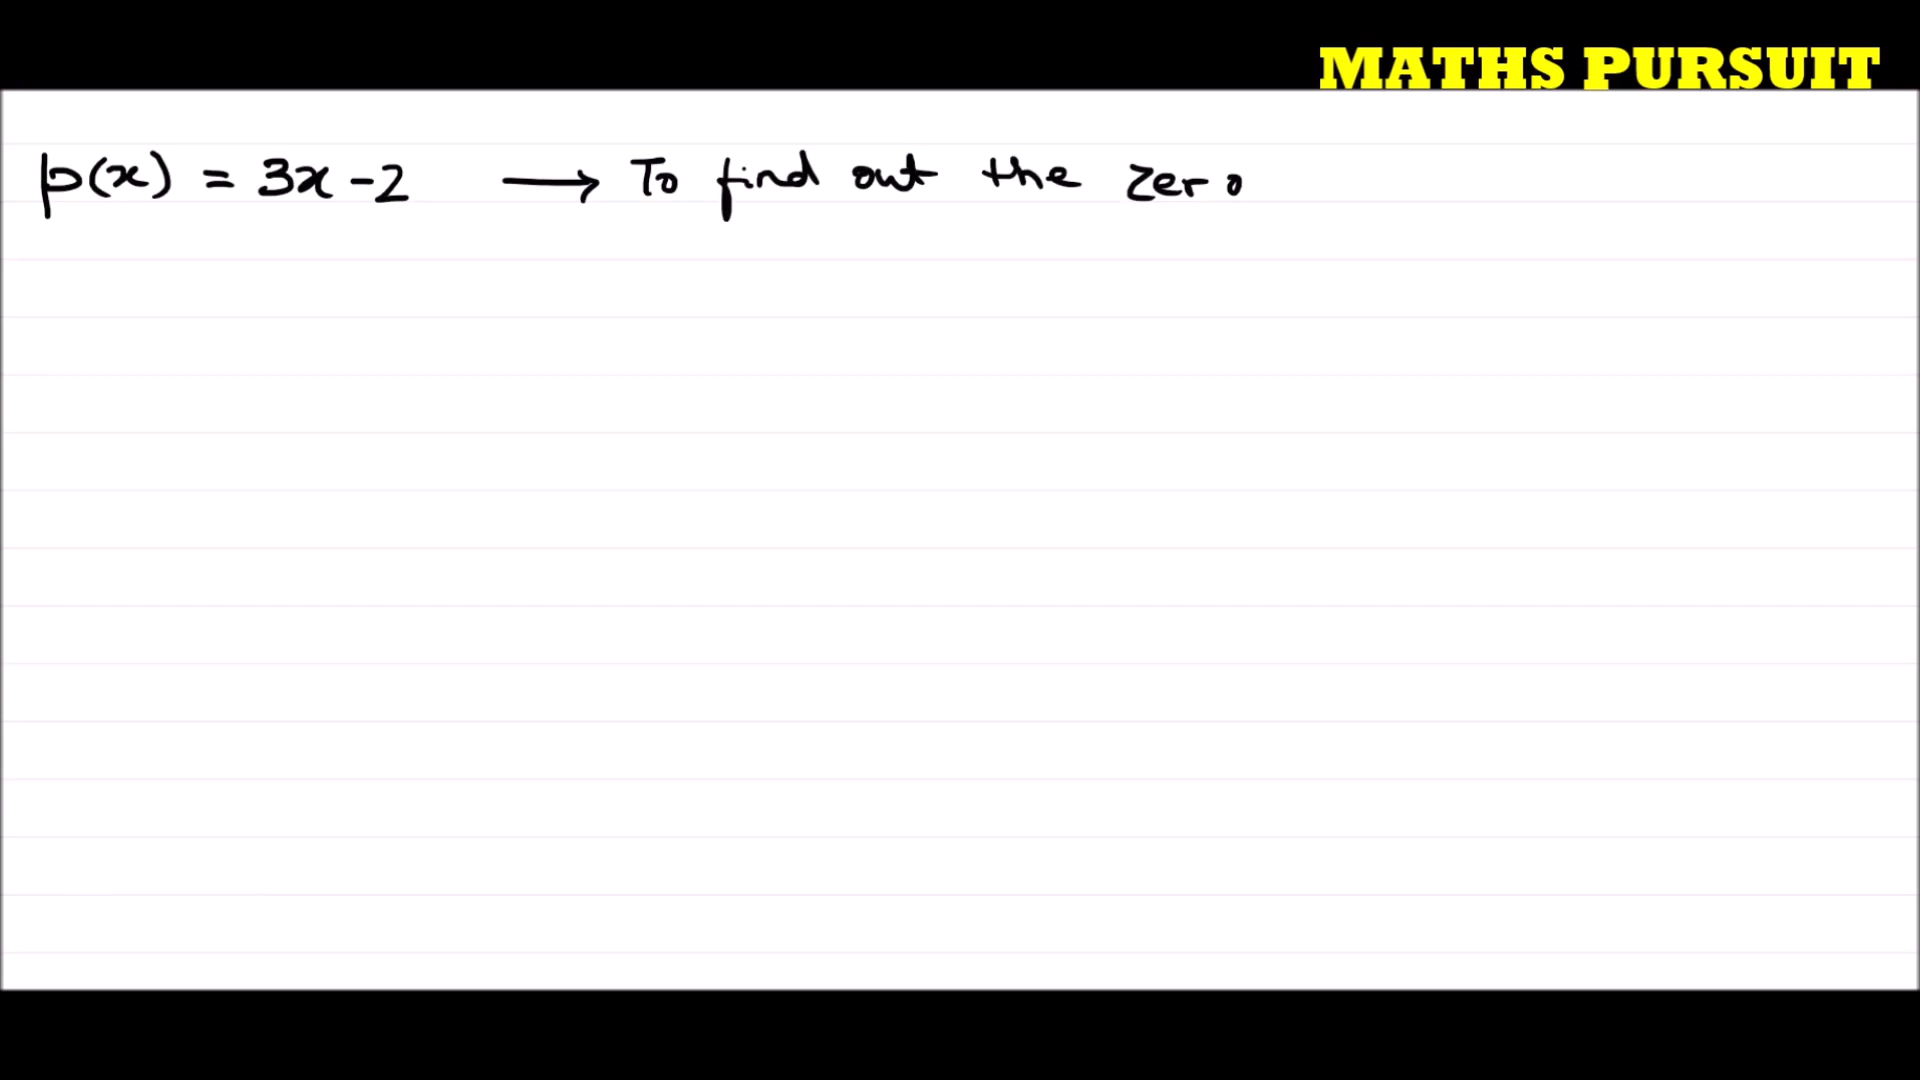 MATHS PURSUIT
p(x) = 3x - 2 ⟶ To find out the zero